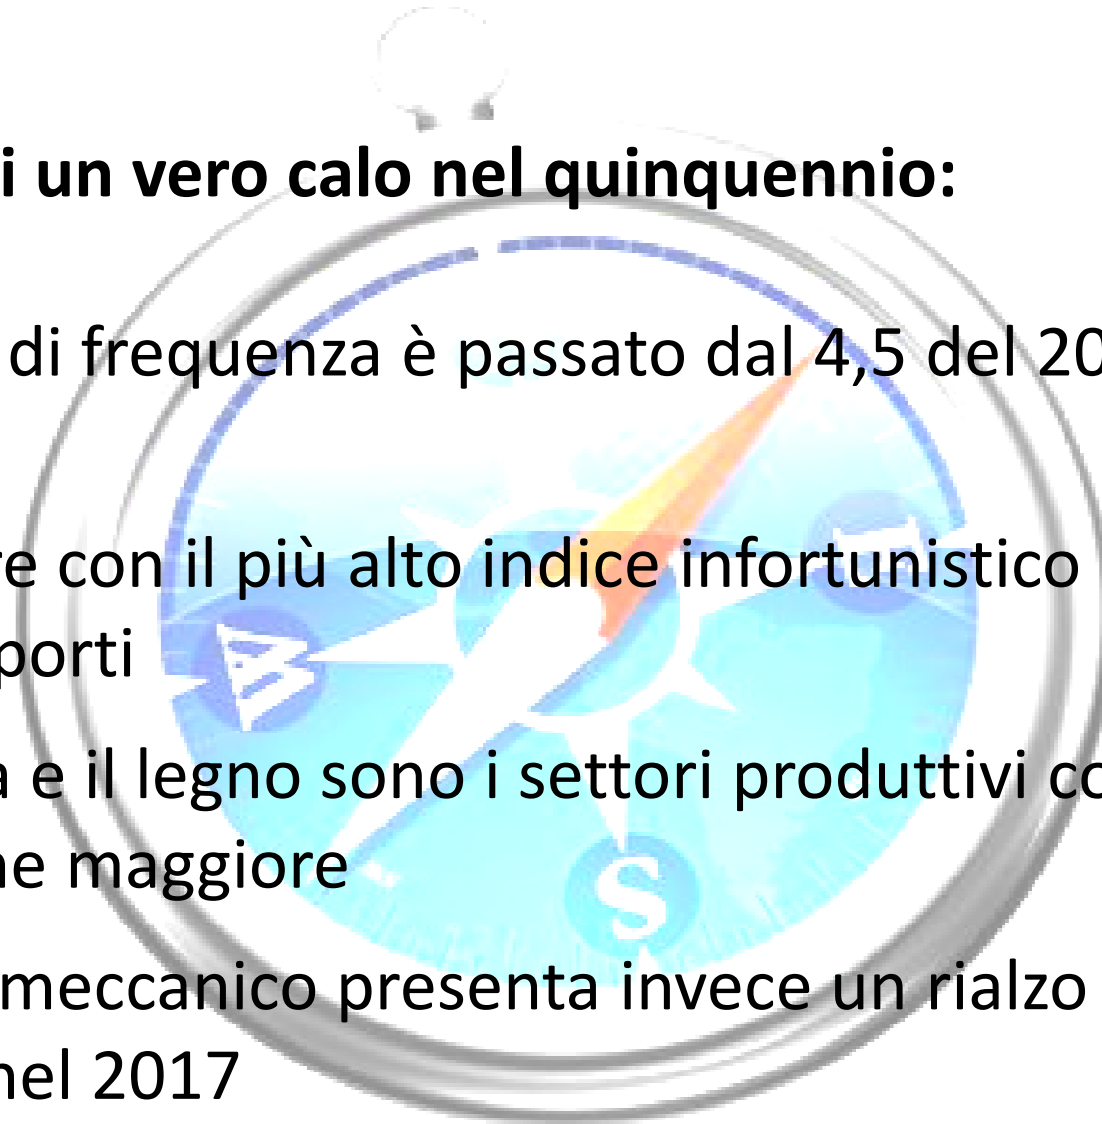 i un vero calo nel quinquennio:
di frequenza è passato dal 4,5 del 20
re con il più alto indice infortunistico
porti
a e il legno sono i settori produttivi co
ne maggiore
meccanico presenta invece un rialzo
nel 2017
W
S